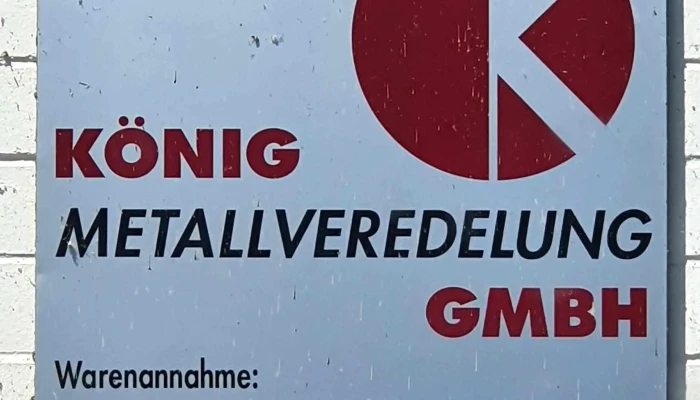 KÖNIG
METALLVEREDELUNG
GMBH
Warenannahme: